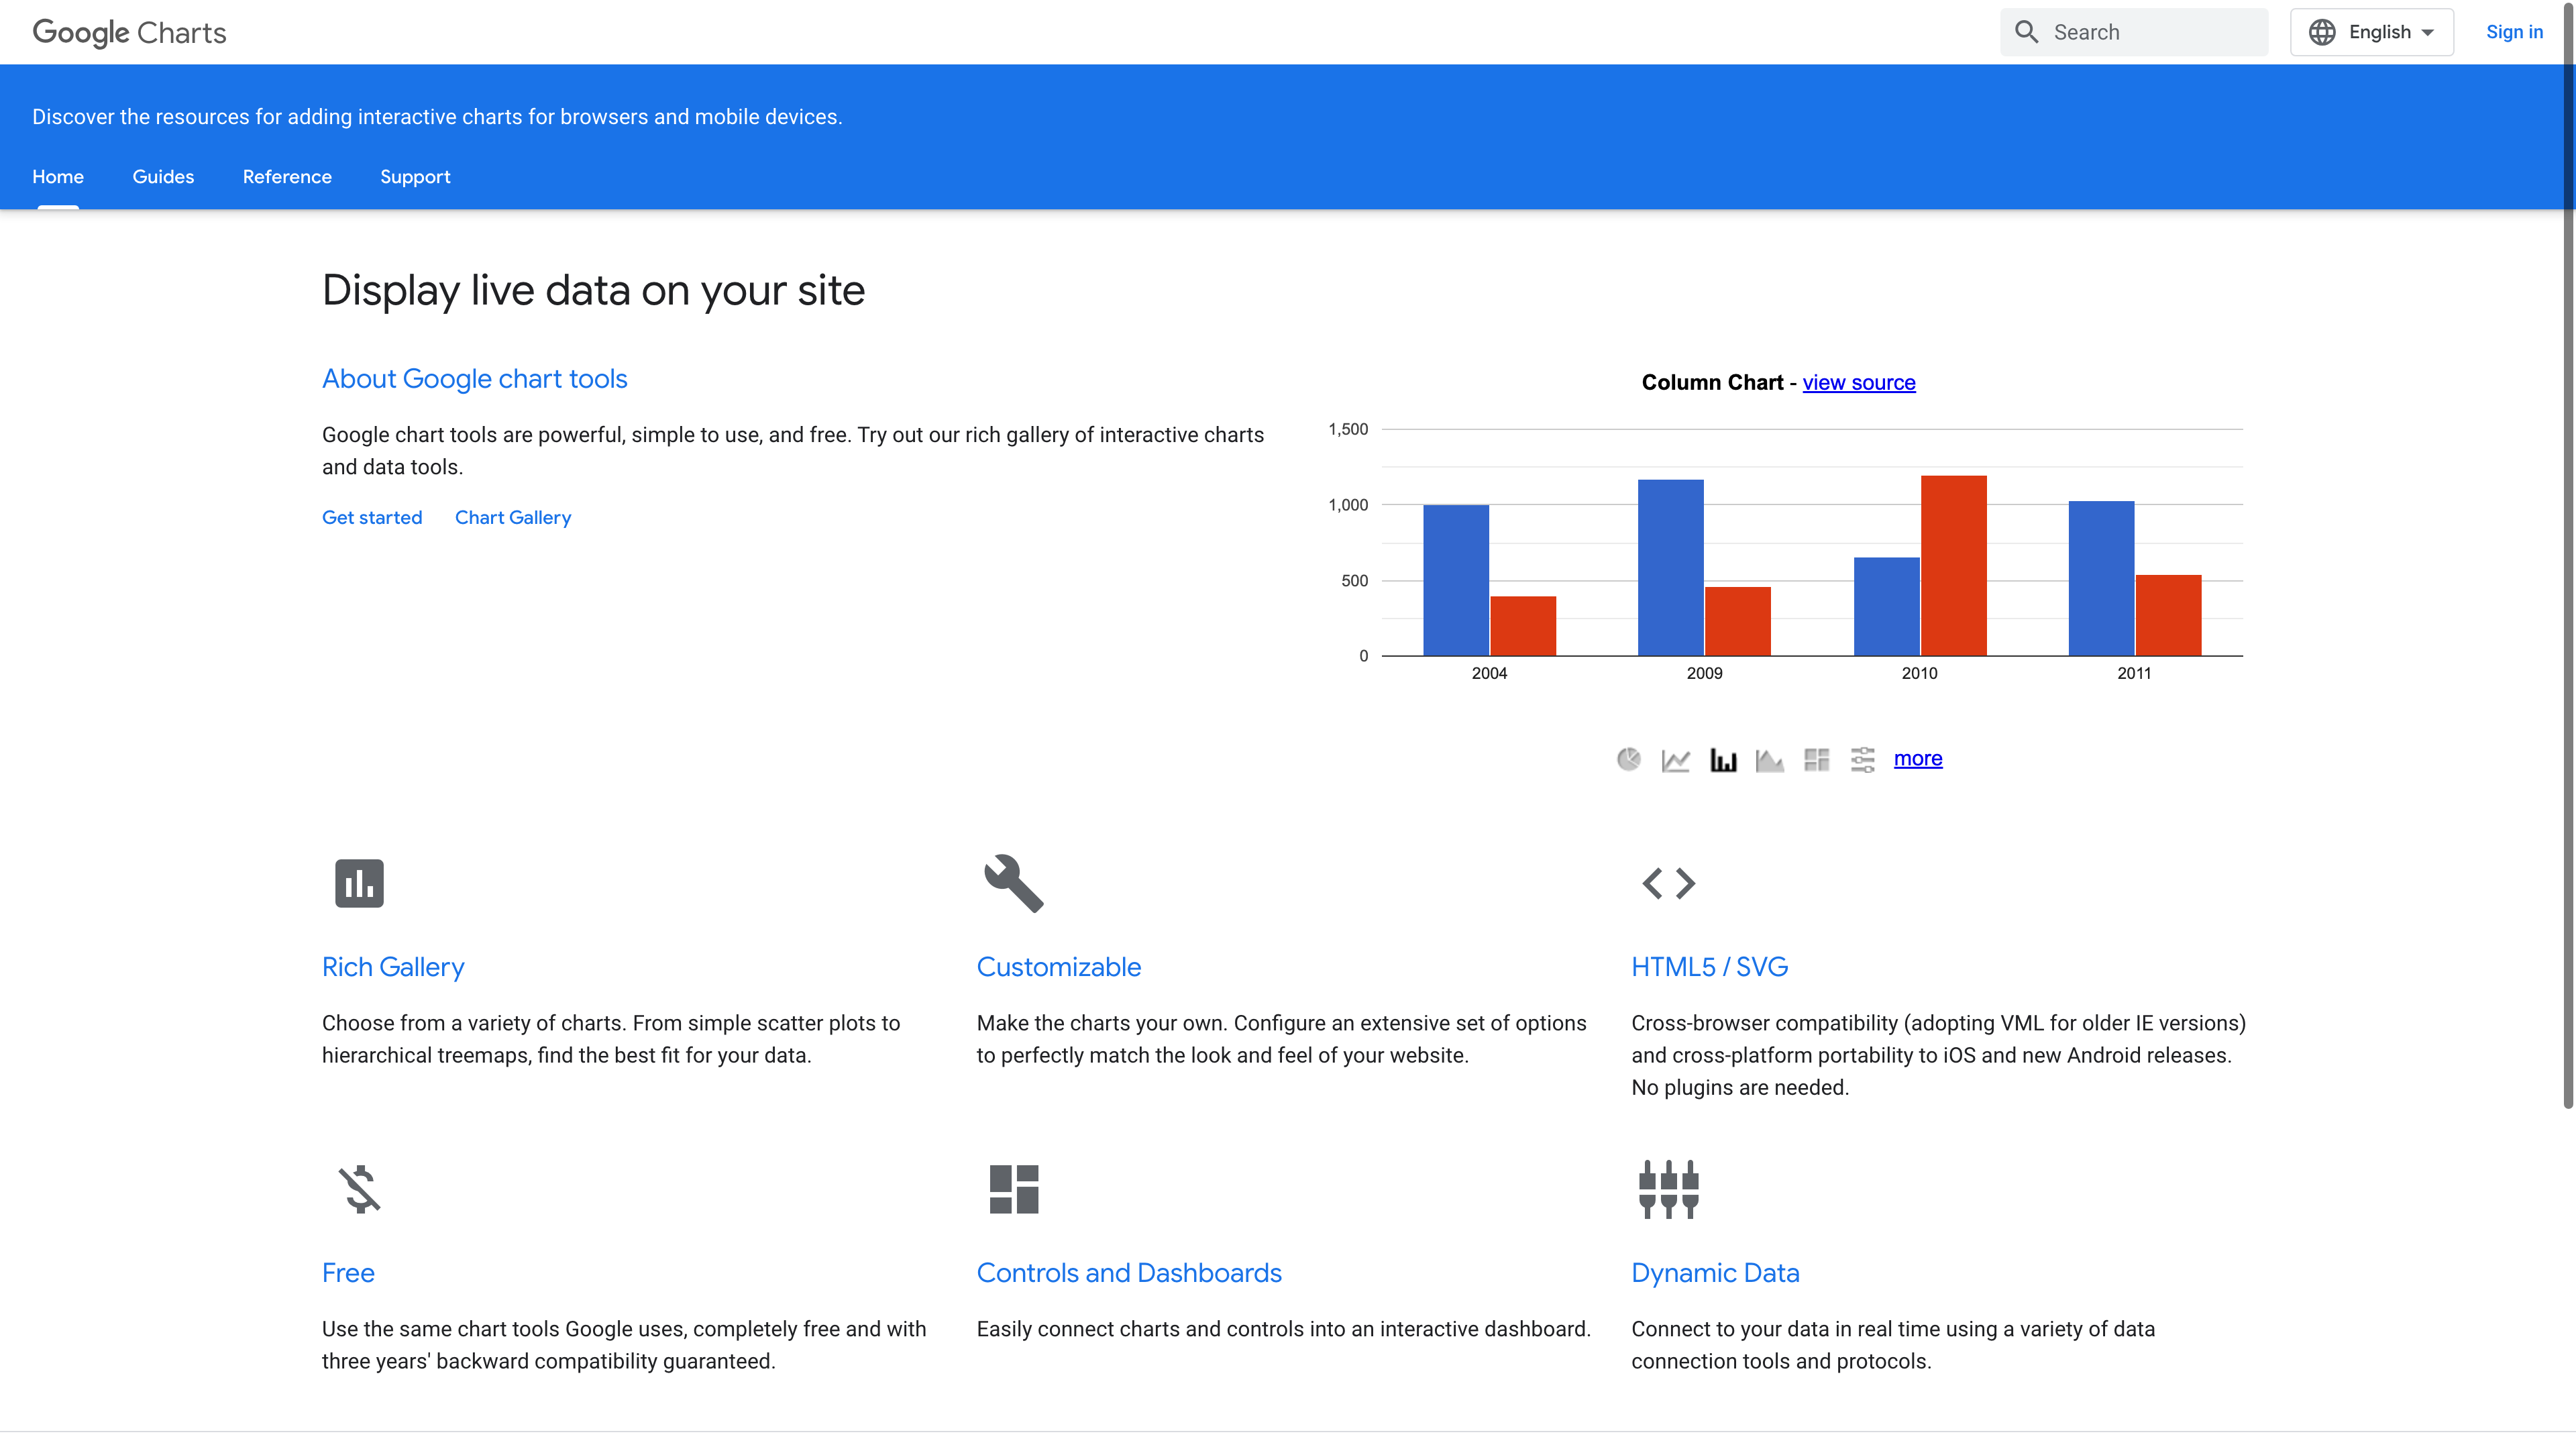 Google Charts
Search
English
Sign in
Discover the resources for adding interactive charts for browsers and mobile devices.
Home
Guides
Reference
Support
Display live data on your site
About Google chart tools
Google chart tools are powerful, simple to use, and free. Try out our rich gallery of interactive charts
and data tools.
Get started
Chart Gallery
Column Chart - view source
1,500
1,000
500
0
2004
2009
2010
2011
more
Rich Gallery
Choose from a variety of charts. From simple scatter plots to
hierarchical treemaps, find the best fit for your data.
Customizable
Make the charts your own. Configure an extensive set of options
to perfectly match the look and feel of your website.
HTML5 / SVG
Cross-browser compatibility (adopting VML for older IE versions)
and cross-platform portability to iOS and new Android releases.
No plugins are needed.
Free
Use the same chart tools Google uses, completely free and with
three years' backward compatibility guaranteed.
Controls and Dashboards
Easily connect charts and controls into an interactive dashboard.
Dynamic Data
Connect to your data in real time using a variety of data
connection tools and protocols.